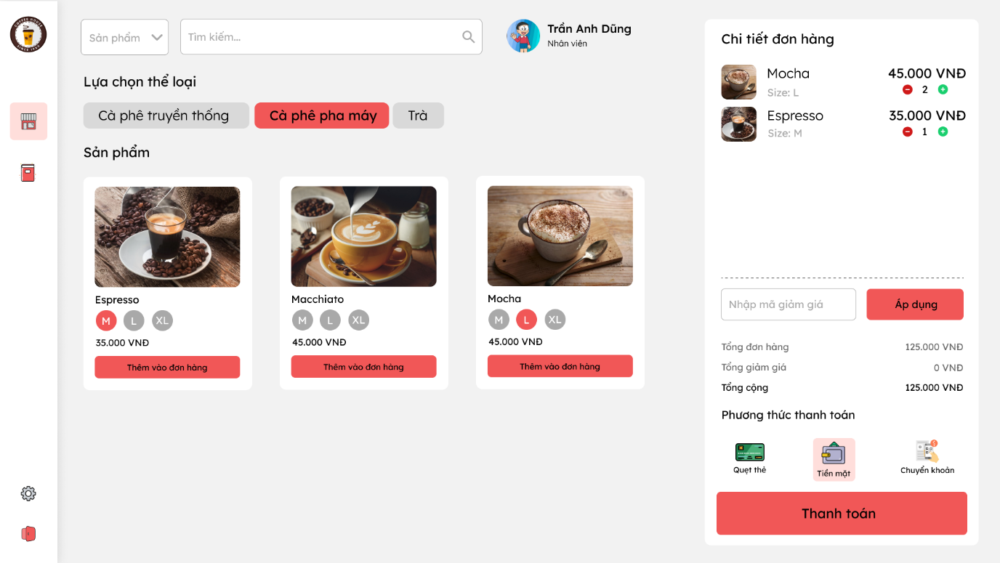 COFFEE HOUSE
SINCE 1990
Sản phẩm
Tìm kiếm...
Trần Anh Dũng
Nhân viên
Lựa chọn thể loại
Cà phê truyền thống
Cà phê pha máy
Trà
Sản phẩm
Espresso
M
L
XL
35.000 VNĐ
Thêm vào đơn hàng
Macchiato
M
L
XL
45.000 VNĐ
Thêm vào đơn hàng
Mocha
M
L
XL
45.000 VNĐ
Thêm vào đơn hàng
Chi tiết đơn hàng
Mocha
45.000 VNĐ
Size: L
2
Espresso
35.000 VNĐ
Size: M
1
Nhập mã giảm giá
Áp dụng
Tổng đơn hàng
125.000 VNĐ
Tổng giảm giá
0 VNĐ
Tổng cộng
125.000 VNĐ
Phương thức thanh toán
Quẹt thẻ
Tiền mặt
Chuyển khoản
Thanh toán